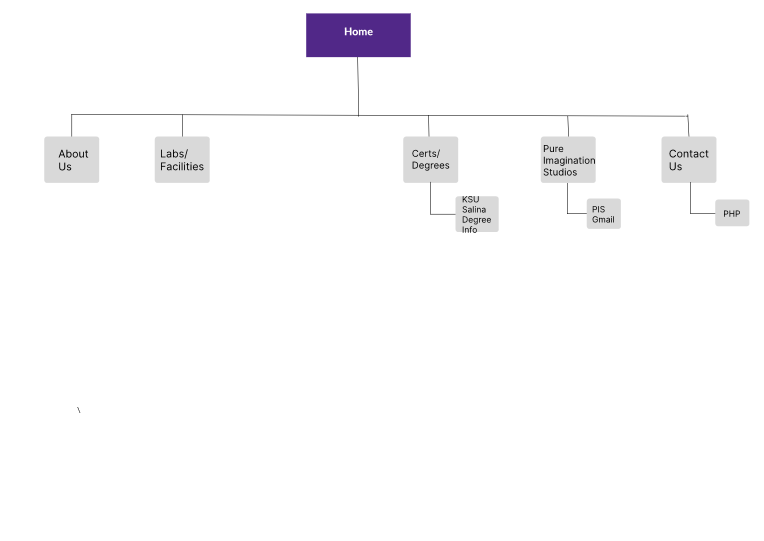 Home
About
Us
Labs/
Facilities
Certs/
Degrees
Pure
Imagination
Studios
Contact
Us
KSU
Salina
Degree
Info
PIS
Gmail
PHP
\